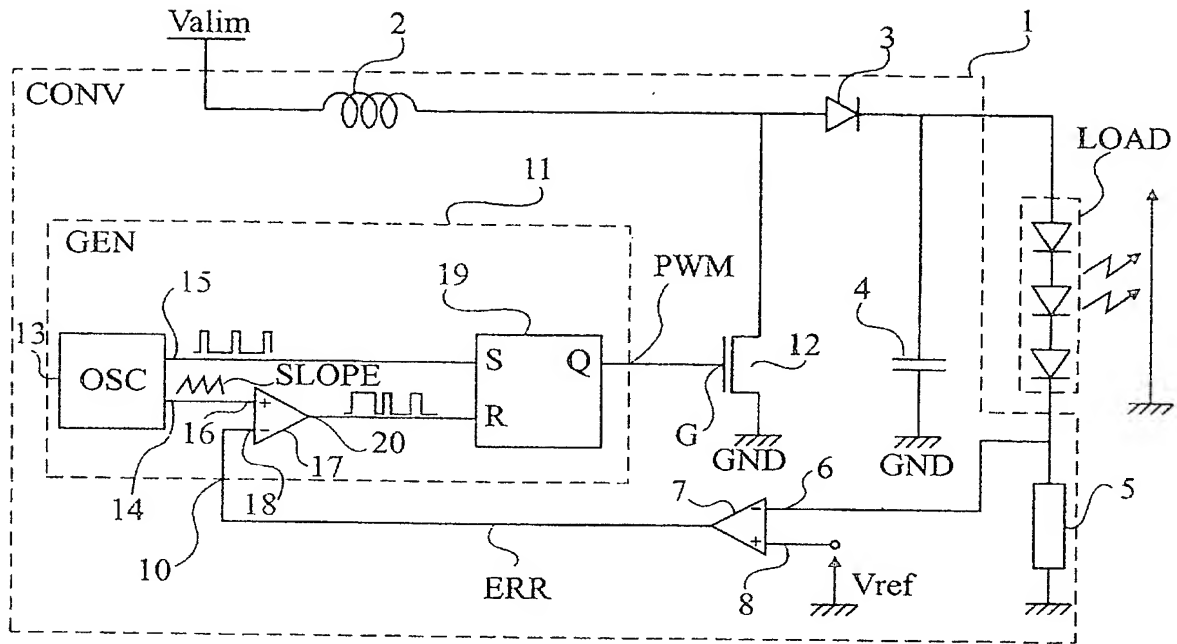 Valim
2
3
1
CONV
LOAD
11
GEN
PWM
15
19
4
13
OSC
SLOPE
S
Q
12
16
+
-
R
G
20
17
GND
GND
14
18
7
-
6
5
10
+
ERR
8
Vref